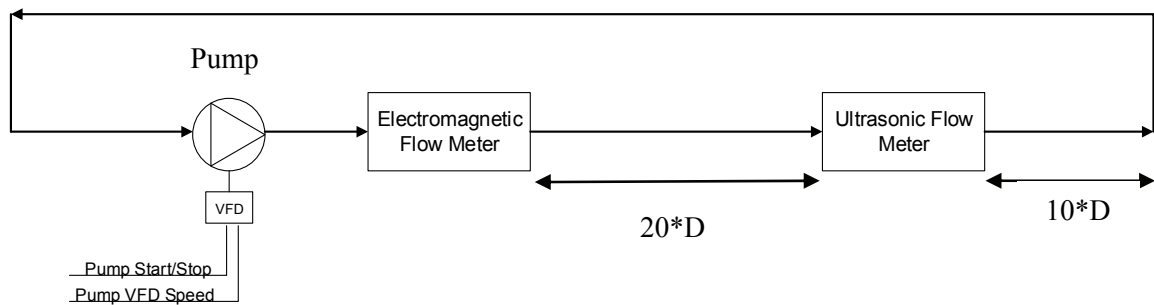 Pump
Electromagnetic
Flow Meter
Ultrasonic Flow
Meter
VFD
20*D
10*D
Pump Start/Stop
Pump VFD Speed